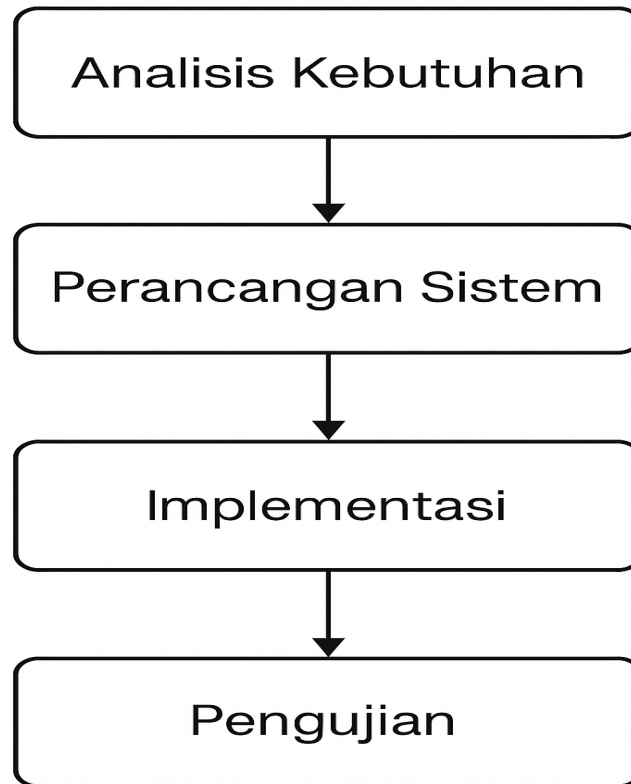 Analisis Kebutuhan
Perancangan Sistem
Implementasi
Pengujian